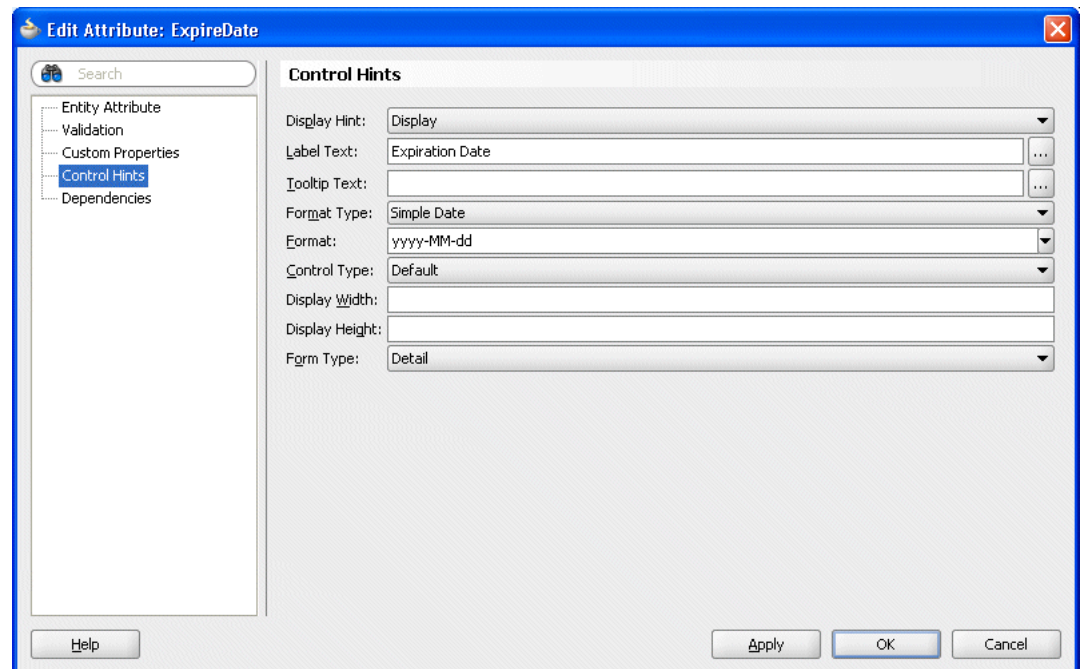 Edit Attribute: ExpireDate
Search
Entity Attribute
Validation
Custom Properties
Control Hints
Dependencies
Control Hints
Display Hint: Display
Label Text: Expiration Date ...
Tooltip Text: ...
Format Type: Simple Date
Format: yyyy-MM-dd
Control Type: Default
Display Width:
Display Height:
Form Type: Detail
Help Apply OK Cancel